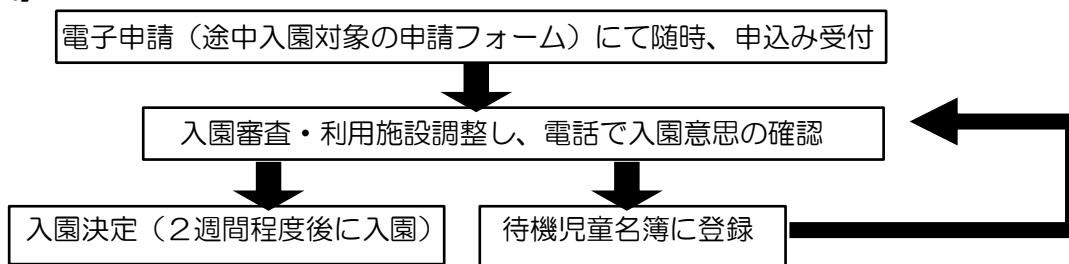 電子申請（途中入園対象の申請フォーム）にて随時、申込み受付
入園審査・利用施設調整し、電話で入園意思の確認
入園決定（２週間程度後に入園）
待機児童名簿に登録